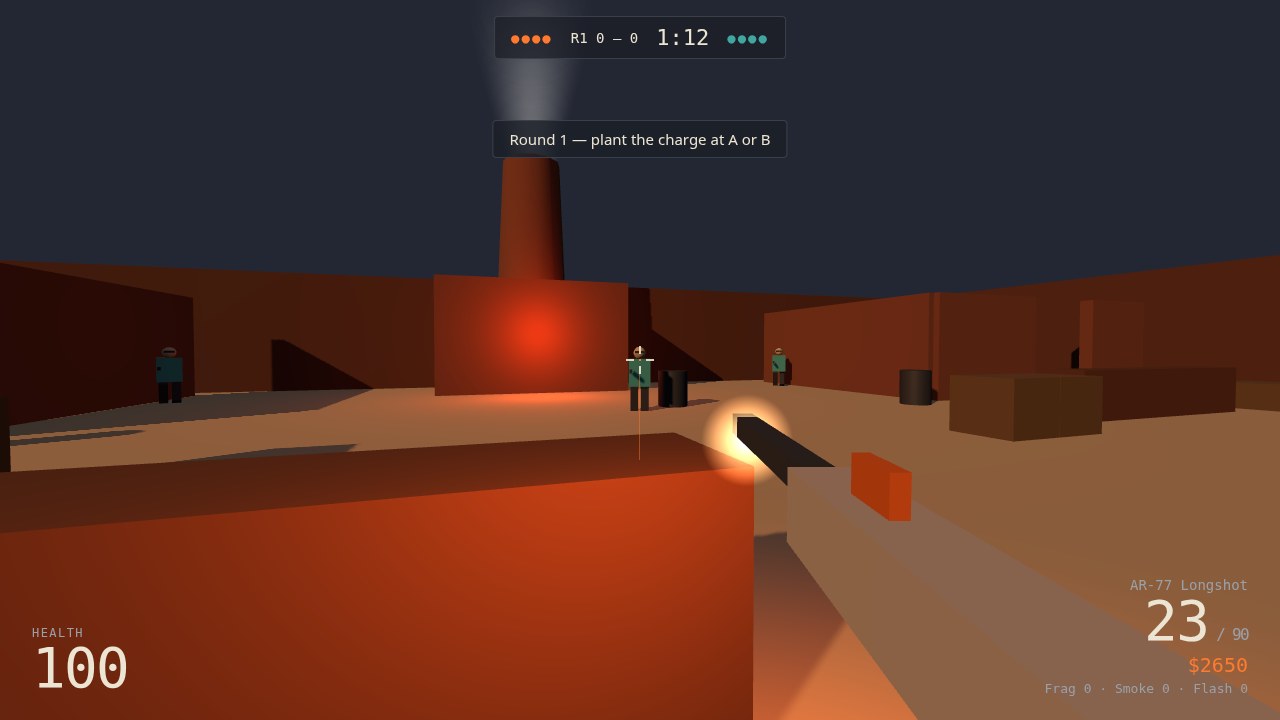 R1 0 – 0 1:12
Round 1 — plant the charge at A or B
HEALTH
100
AR-77 Longshot
23 / 90
$2650
Frag 0 · Smoke 0 · Flash 0